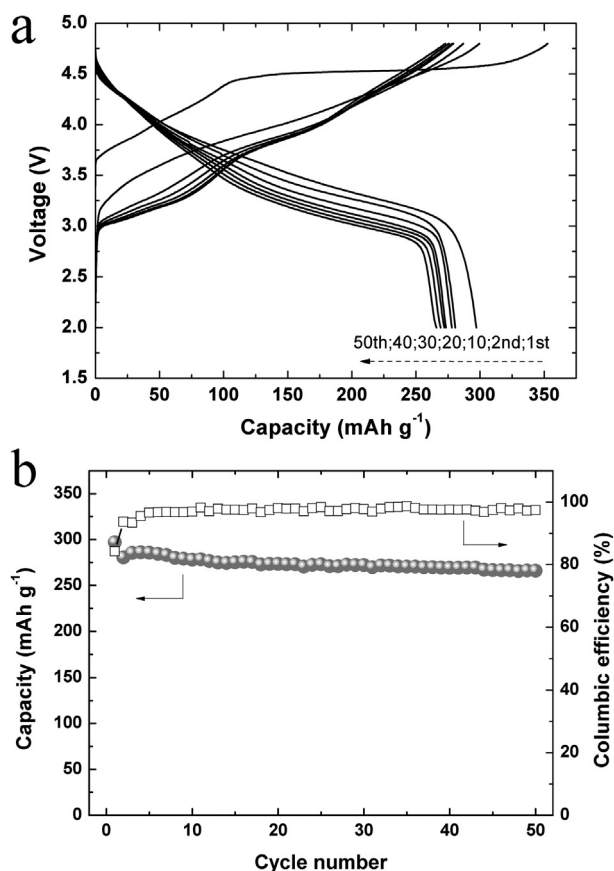 a
5.0
4.5
4.0
3.5
3.0
2.5
2.0
1.5
Voltage (V)
50th;40;30;20;10;2nd;1st
0 50 100 150 200 250 300 350
Capacity (mAh g⁻¹)
b
350
300
250
200
150
100
50
0
Capacity (mAh g⁻¹)
100
80
60
40
20
0
Columbic efficiency (%)
0 10 20 30 40 50
Cycle number